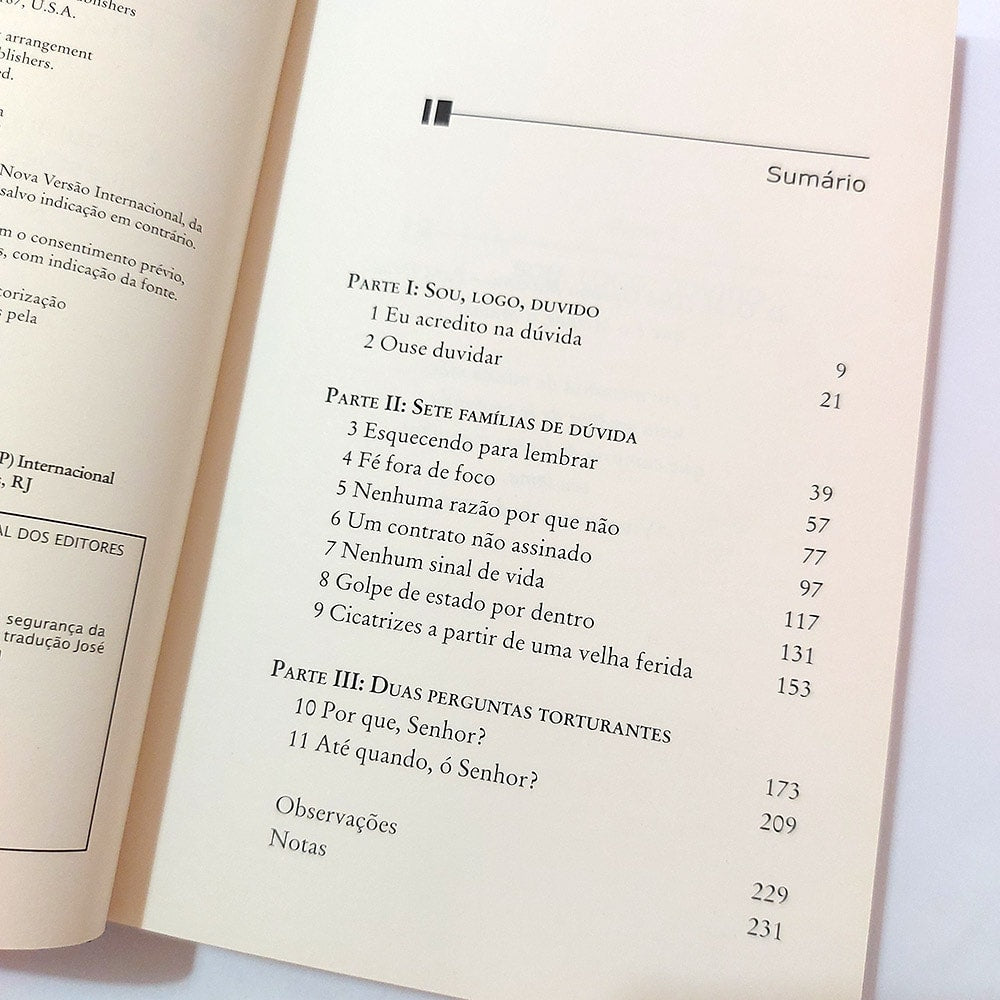 lishers
U.S.A.
arrangement
blishers.
ed.
a
Nova Versão Internacional, da
salvo indicação em contrário.
m o consentimento prévio,
s, com indicação da fonte.
torização
s pela
P) Internacional
, RJ
AL DOS EDITORES
segurança da
tradução José
Sumário
Parte I: Sou, logo, duvido
1 Eu acredito na dúvida 9
2 Ouse duvidar 21
Parte II: Sete famílias de dúvida
3 Esquecendo para lembrar 39
4 Fé fora de foco 57
5 Nenhuma razão por que não 77
6 Um contrato não assinado 97
7 Nenhum sinal de vida 117
8 Golpe de estado por dentro 131
9 Cicatrizes a partir de uma velha ferida 153
Parte III: Duas perguntas torturantes
10 Por que, Senhor? 173
11 Até quando, ó Senhor? 209
Observações 229
Notas 231